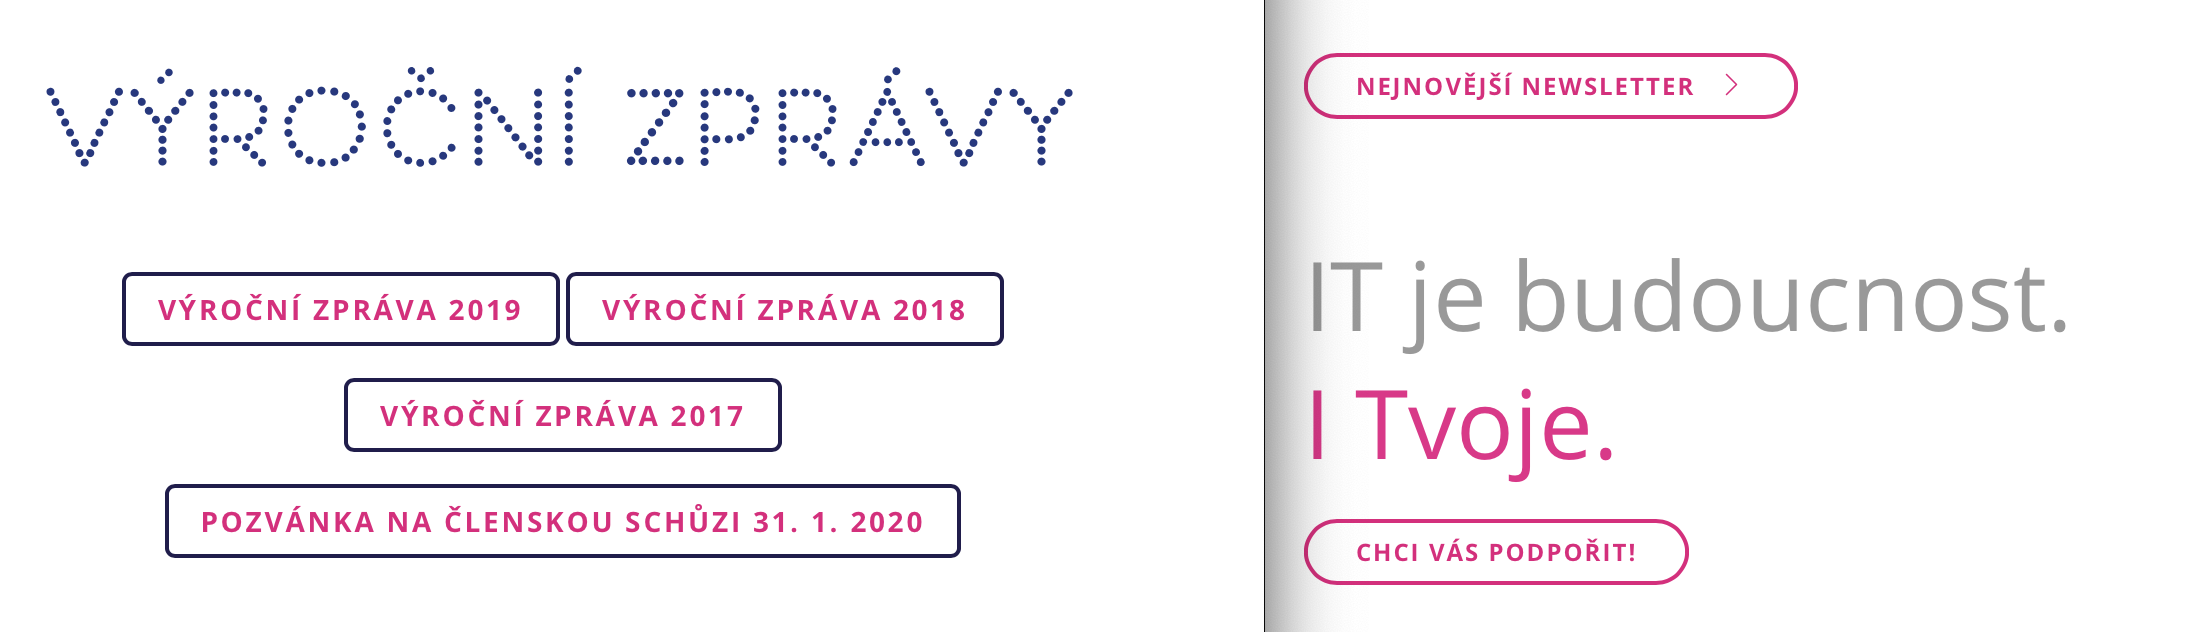 VÝROČNÍ ZPRÁVY
VÝROČNÍ ZPRÁVA 2019
VÝROČNÍ ZPRÁVA 2018
VÝROČNÍ ZPRÁVA 2017
POZVÁNKA NA ČLENSKOU SCHŮZI 31. 1. 2020
NEJNOVĚJŠÍ NEWSLETTER
IT je budoucnost.
I Tvoje.
CHCI VÁS PODPOŘIT!